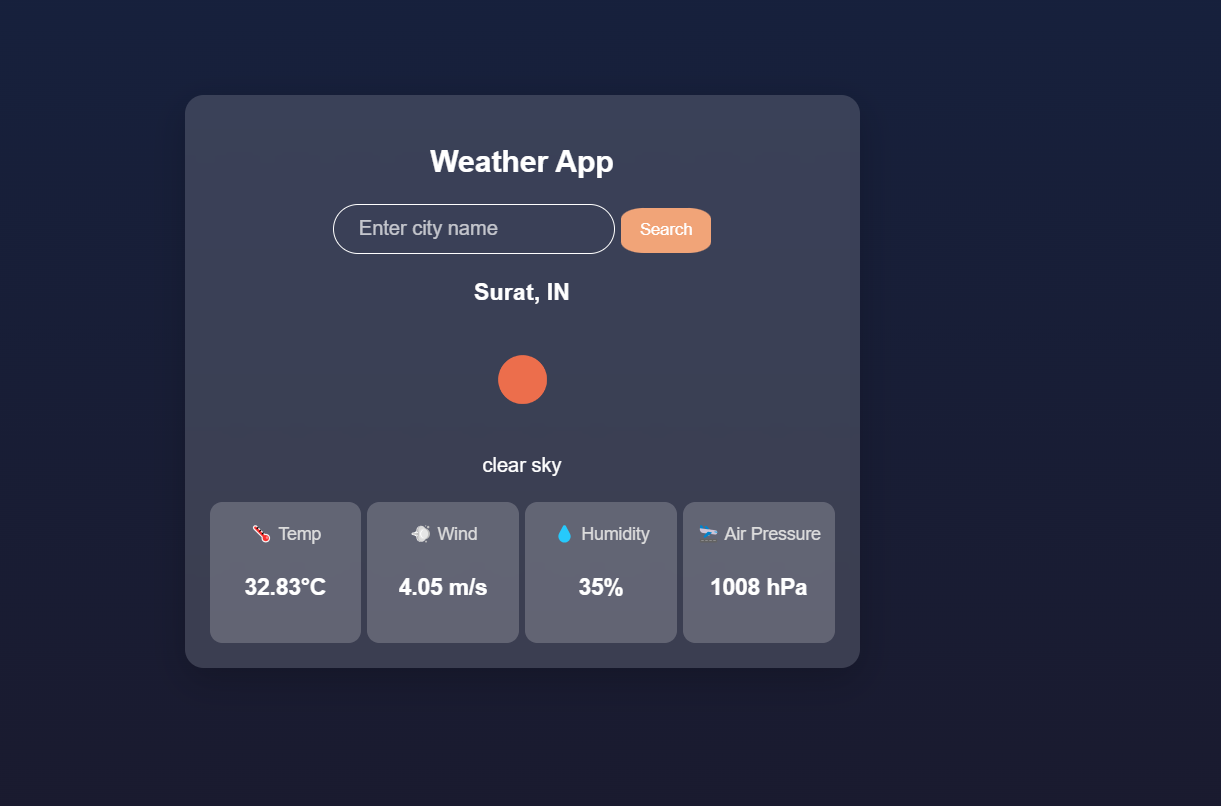 Weather App
Enter city name
Search
Surat, IN
clear sky
Temp
Wind
Humidity
Air Pressure
32.83°C
4.05 m/s
35%
1008 hPa